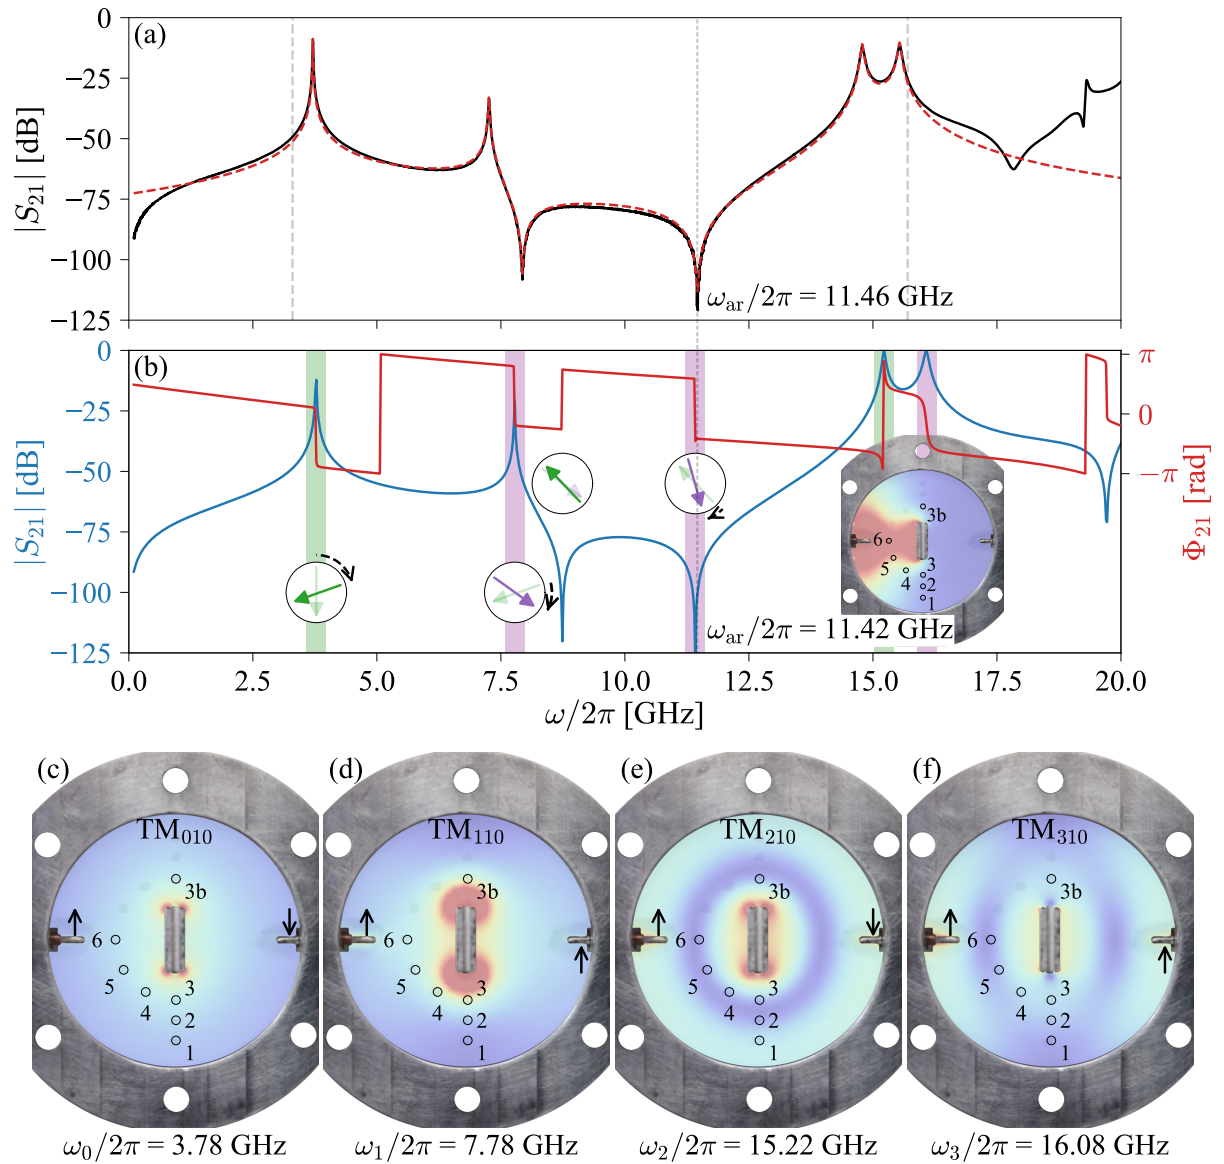 (a)
0
−25
−50
−75
−100
−125
|S21| [dB]
ωar/2π = 11.46 GHz
(b)
0
−25
−50
−75
−100
−125
|S21| [dB]
π
0
−π
Φ21 [rad]
3b
6
5
4
3
2
1
ωar/2π = 11.42 GHz
0.0 2.5 5.0 7.5 10.0 12.5 15.0 17.5 20.0
ω/2π [GHz]
(c)
TM010
3b
6
5
4
3
2
1
ω0/2π = 3.78 GHz
(d)
TM110
3b
6
5
4
3
2
1
ω1/2π = 7.78 GHz
(e)
TM210
3b
6
5
4
3
2
1
ω2/2π = 15.22 GHz
(f)
TM310
3b
6
5
4
3
2
1
ω3/2π = 16.08 GHz